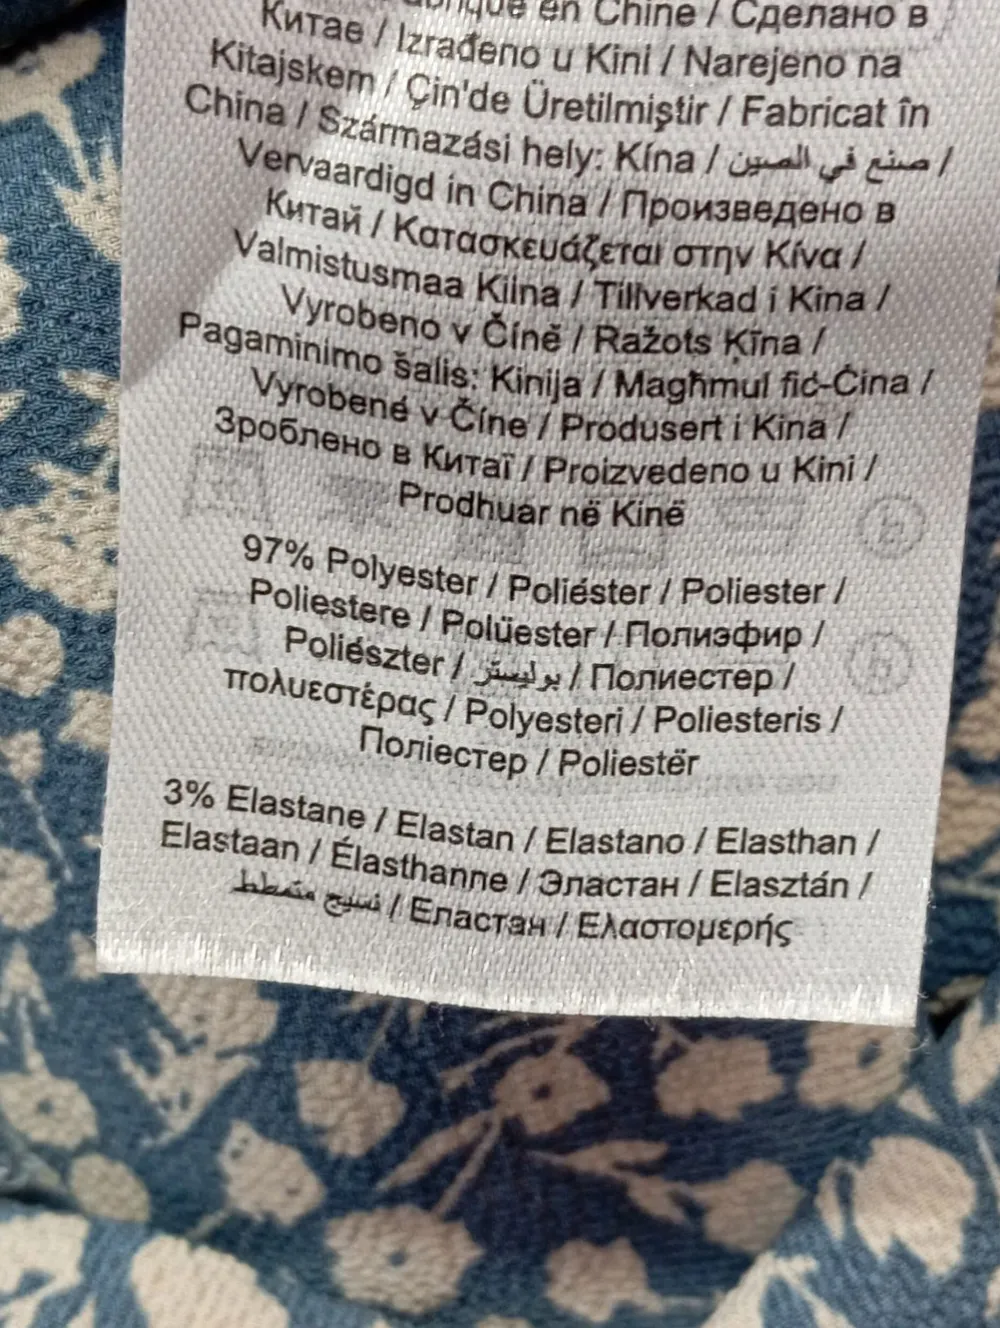 en Chine / Сделано в
Китае / Izrađeno u Kini / Narejeno na
Kitajskem / Çin'de Üretilmiştir / Fabricat în
China / Származási hely: Kína / صنع في الصين /
Vervaardigd in China / Произведено в
Китай / Κατασκευάζεται στην Κίνα /
Valmistusmaa Kiina / Tillverkad i Kina /
Vyrobeno v Číně / Ražots Ķīna /
Pagaminimo šalis: Kinija / Magħmul fiċ-Ċina /
Vyrobené v Číne / Produsert i Kina /
Зроблено в Китаї / Proizvedeno u Kini /
Prodhuar në Kinë
97% Polyester / Poliéster / Poliester /
Poliestere / Polüester / Полиэфир /
Poliészter / بوليستر / Полиестер /
πολυεστέρας / Polyesteri / Poliesteris /
Поліестер / Poliestër
3% Elastane / Elastan / Elastano / Elasthan /
Elastaan / Élasthanne / Эластан / Elasztán /
نسيج متمطط / Еластан / Ελαστομερής